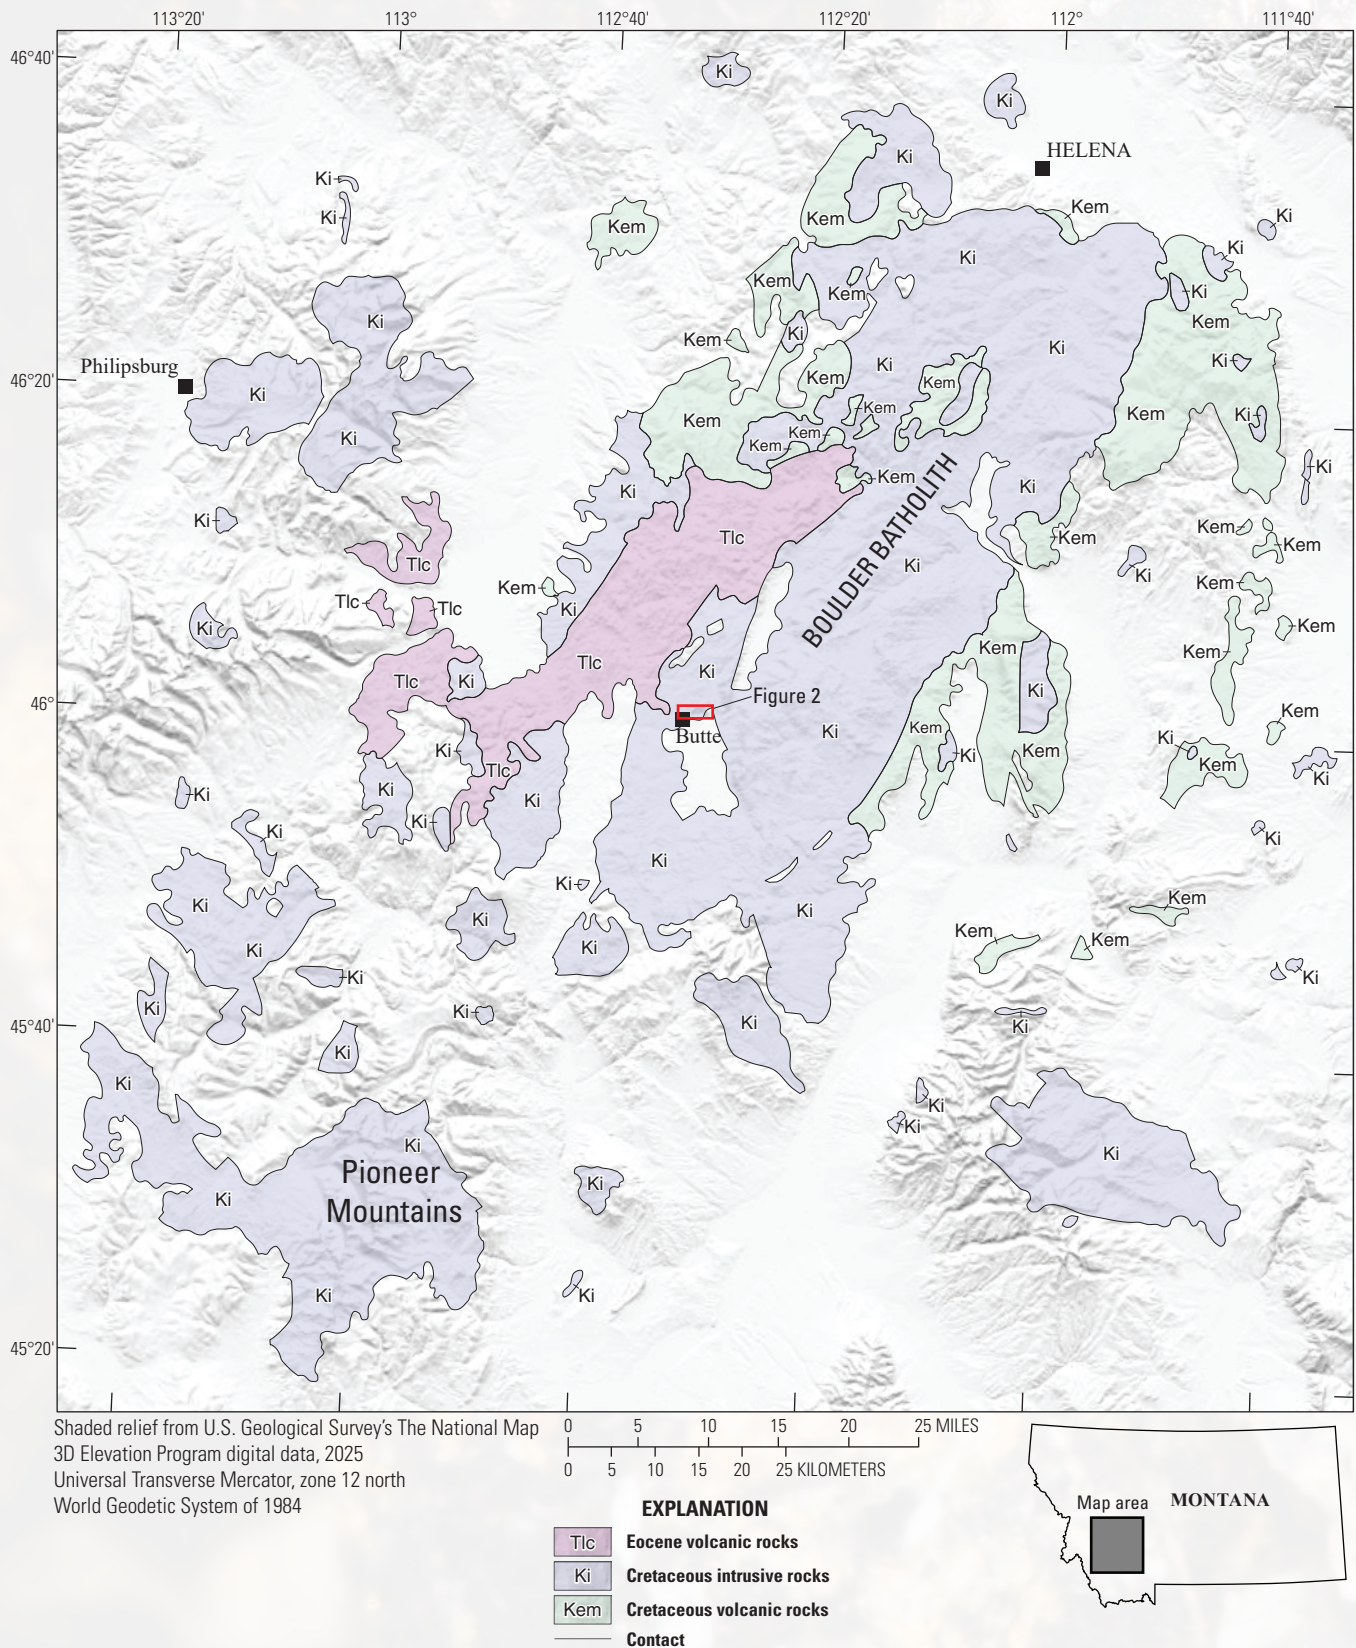 113°20'
113°
112°40'
112°20'
112°
111°40'
46°40'
Ki
Ki
HELENA
Ki
Ki
Ki
Kem
Kem
Kem
Ki
Ki
Ki
Kem
Kem
Ki
Ki
Kem
Ki
Kem
Ki
Kem
Ki
Ki
Ki
46°20'
Philipsburg
Ki
Kem
Kem
Ki
Kem
Kem
Ki
Kem
Kem
Ki
Kem
Ki
Kem
Ki
Ki
Ki
Tlc
Kem
Kem
Kem
Tlc
BOULDER BATHOLITH
Ki
Ki
Kem
Ki
Kem
Tlc
Tlc
Ki
Kem
Kem
Kem
Tlc
Ki
Tlc
Ki
Ki
46°
Figure 2
Butte
Ki
Kem
Ki
Kem
Kem
Ki
Kem
Ki
Ki
Tlc
Ki
Ki
Ki
Ki
Ki
Ki
Ki
Ki
Ki
Ki
Ki
Ki
Kem
Kem
Kem
Ki
Ki
Ki
Ki
Ki
Ki
Ki
45°40'
Ki
Ki
Ki
Ki
Ki
Ki
Ki
Pioneer
Mountains
Ki
Ki
Ki
Ki
45°20'
Shaded relief from U.S. Geological Survey's The National Map
3D Elevation Program digital data, 2025
Universal Transverse Mercator, zone 12 north
World Geodetic System of 1984
0 5 10 15 20 25 MILES
0 5 10 15 20 25 KILOMETERS
EXPLANATION
Tlc Eocene volcanic rocks
Ki Cretaceous intrusive rocks
Kem Cretaceous volcanic rocks
Contact
Map area
MONTANA